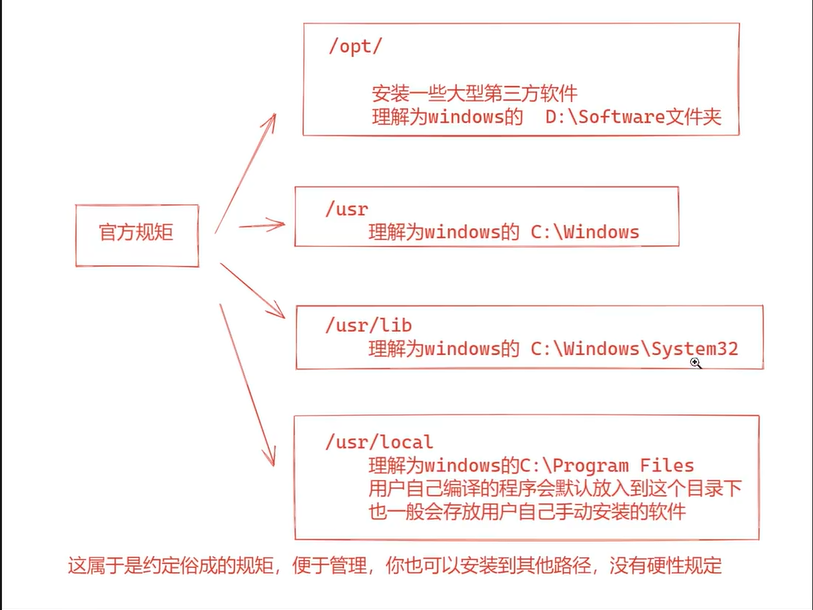 /opt/
安装一些大型第三方软件
理解为windows的 D:\Software文件夹
官方规矩
/usr
理解为windows的 C:\Windows
/usr/lib
理解为windows的 C:\Windows\System32
/usr/local
理解为windows的C:\Program Files
用户自己编译的程序会默认放入到这个目录下
也一般会存放用户自己手动安装的软件
这属于是约定俗成的规矩，便于管理，你也可以安装到其他路径，没有硬性规定